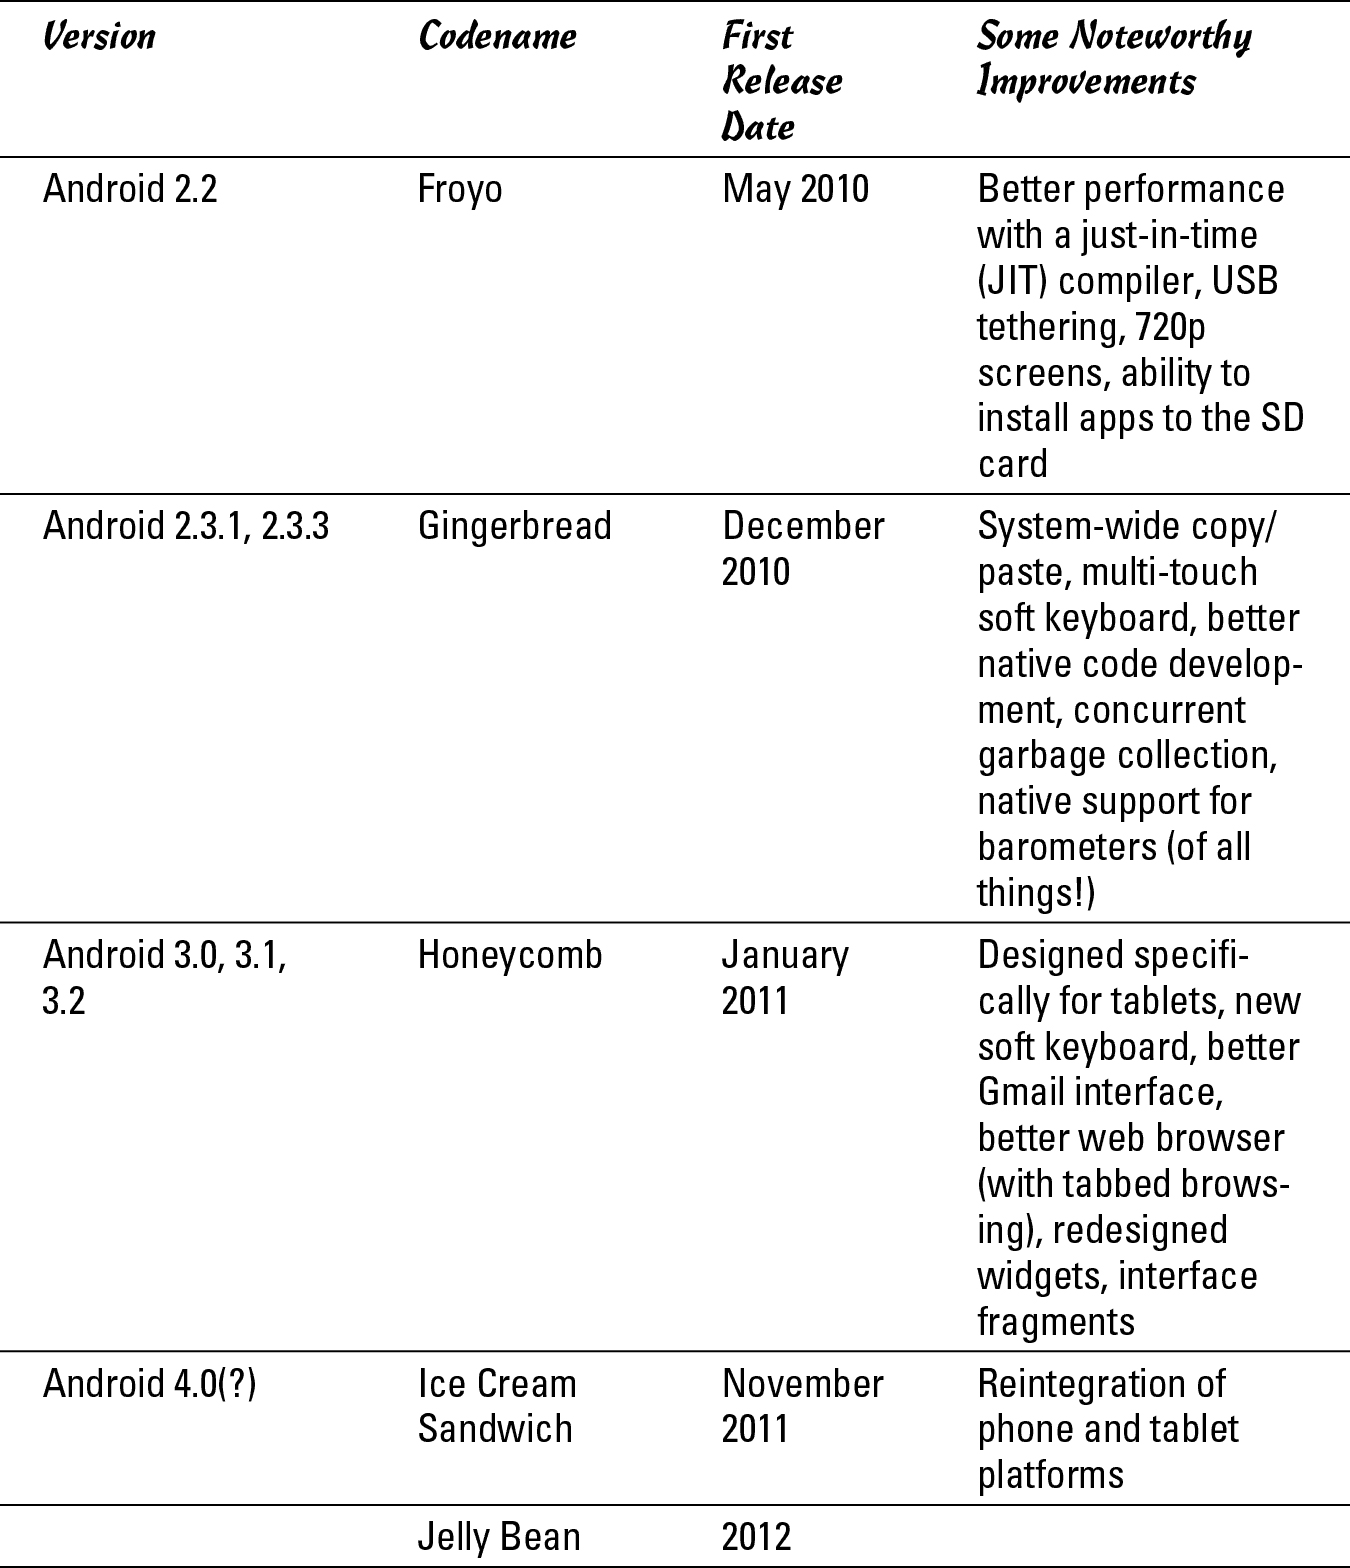 Version
Codename
First
Release
Date
Some Noteworthy
Improvements
Android 2.2
Froyo
May 2010
Better performance
with a just-in-time
(JIT) compiler, USB
tethering, 720p
screens, ability to
install apps to the SD
card
Android 2.3.1, 2.3.3
Gingerbread
December
2010
System-wide copy/
paste, multi-touch
soft keyboard, better
native code develop-
ment, concurrent
garbage collection,
native support for
barometers (of all
things!)
Android 3.0, 3.1,
3.2
Honeycomb
January
2011
Designed specifi-
cally for tablets, new
soft keyboard, better
Gmail interface,
better web browser
(with tabbed brows-
ing), redesigned
widgets, interface
fragments
Android 4.0(?)
Ice Cream
Sandwich
November
2011
Reintegration of
phone and tablet
platforms
Jelly Bean
2012